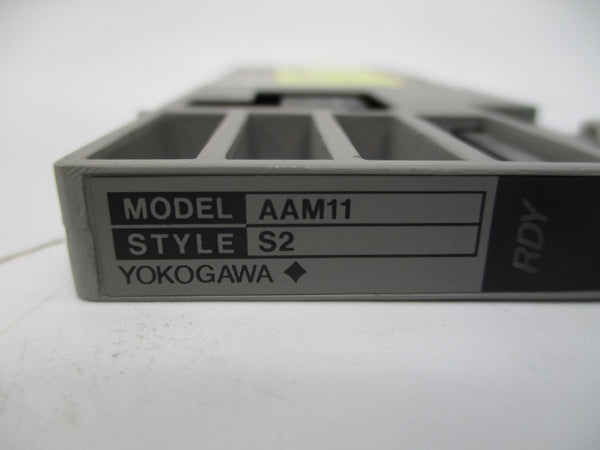 MODEL AAM11
STYLE S2
YOKOGAWA ◆
RDY